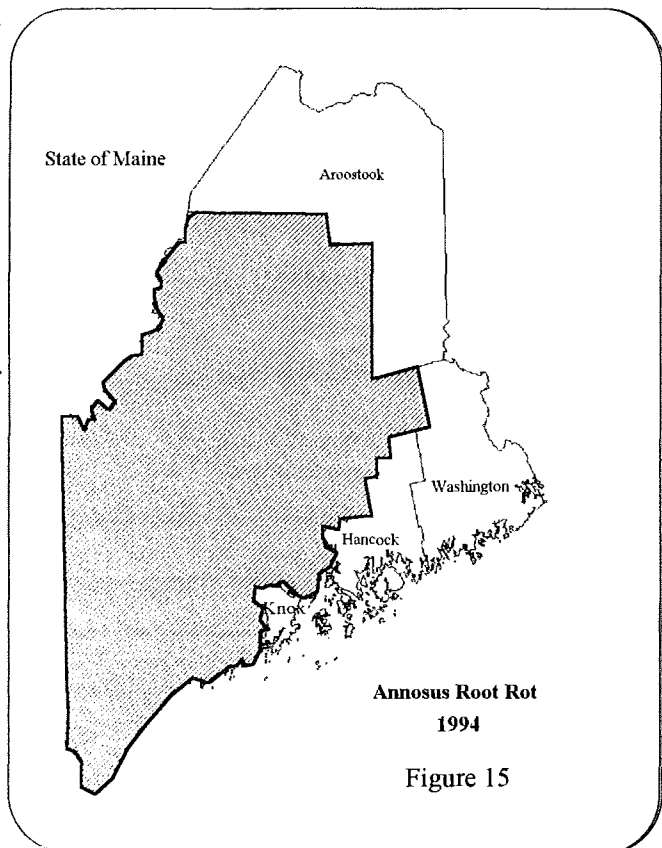 State of Maine
Aroostook
Washington
Hancock
Knox
Annosus Root Rot
1994
Figure 15